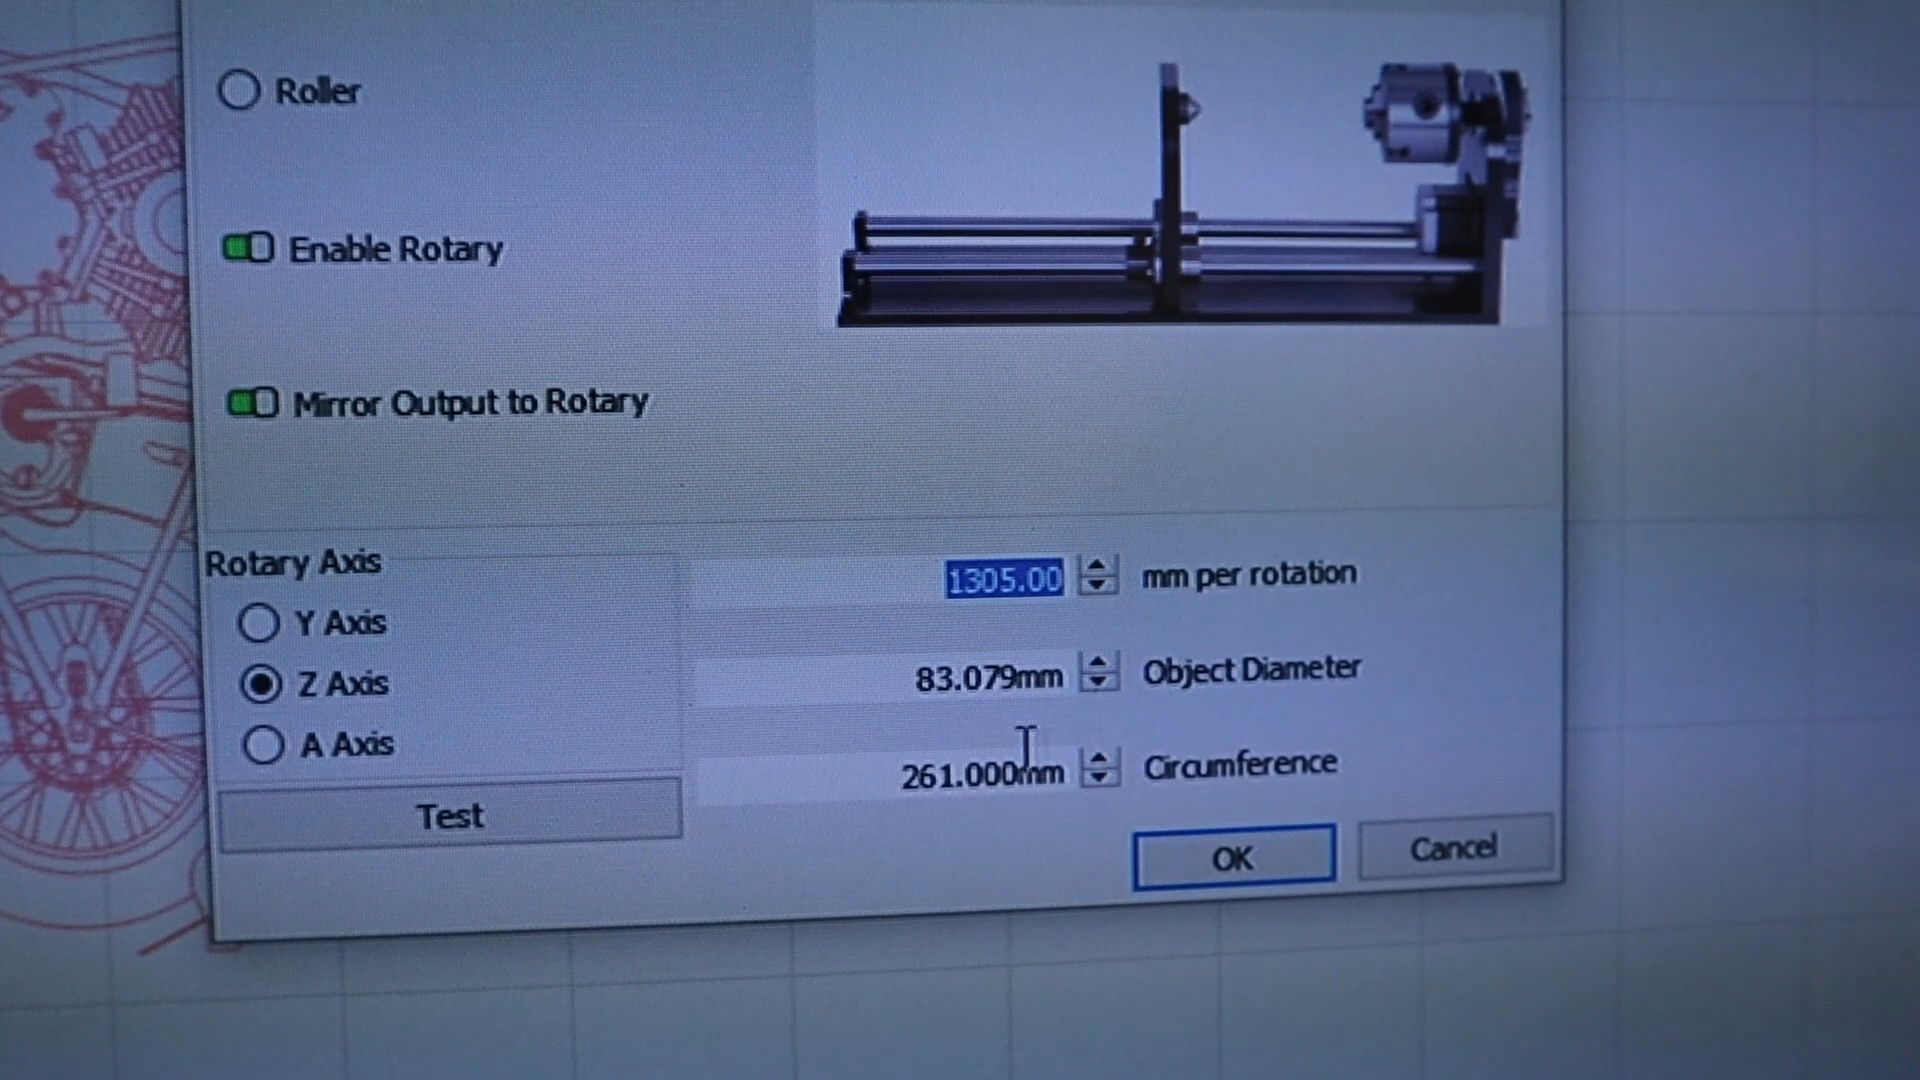 Roller
Enable Rotary
Mirror Output to Rotary
Rotary Axis
Y Axis
Z Axis
A Axis
Test
1305.00 mm per rotation
83.079mm Object Diameter
261.000mm Circumference
OK
Cancel